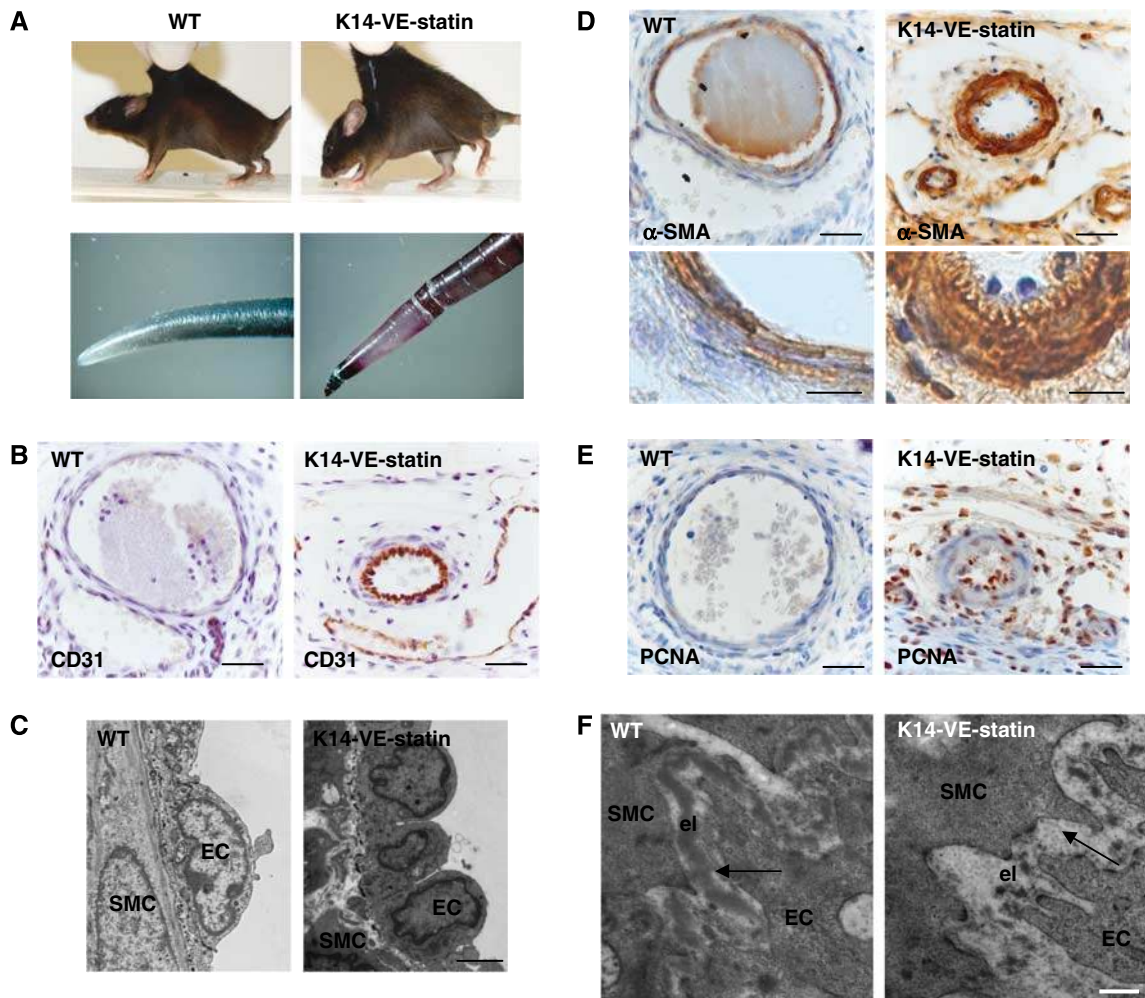 A
WT
K14-VE-statin
B
WT
K14-VE-statin
CD31
CD31
C
WT
K14-VE-statin
EC
SMC
EC
SMC
D
WT
K14-VE-statin
α-SMA
α-SMA
E
WT
K14-VE-statin
PCNA
PCNA
F
WT
K14-VE-statin
SMC
el
EC
SMC
el
EC